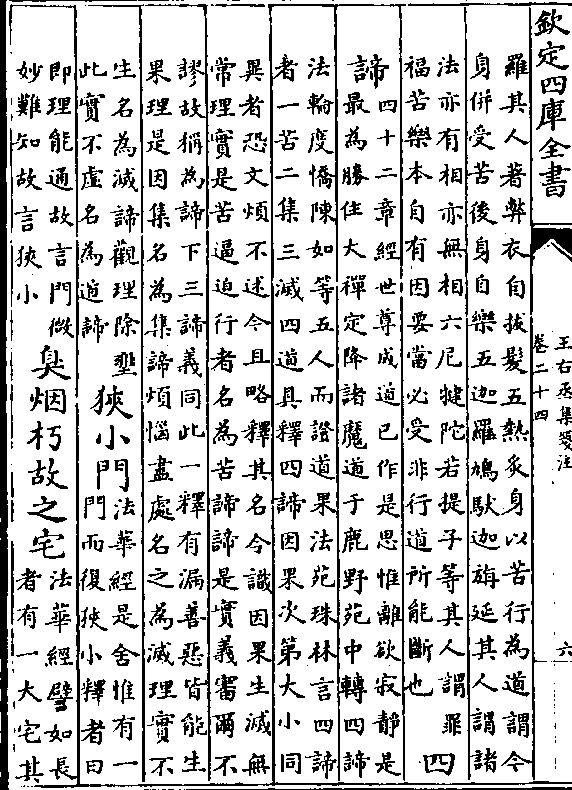 欽定四庫全書
王右丞集箋注
卷二十四
六
羅其人著弊衣自拔髮五熱炙身以苦行為道謂今
身併受苦後身自樂五迦羅鳩馱迦旃延其人謂諸
法亦有相亦無相六尼犍陀若提子等其人謂罪
福苦樂本自有因要當必受非行道所能斷也
四
諦
四十二章經世尊成道已作是思惟離欲寂靜是
最為勝住大禪定降諸魔道于鹿野苑中轉四諦
法輪度憍陳如等五人而證道果法苑珠林言四諦
者一苦二集三滅四道具釋四諦因果次第大小同
異者恐文煩不述今且略釋其名今識因果生滅無
常理實是苦逼迫行者名為苦諦諦是實義審爾不
謬故稱為諦下三諦義同此一釋有漏善惡皆能生
果理是因集名為集諦煩惱盡處名之為滅理實不
生名為滅諦觀理除壅
此實不虛名為道諦
狹小門
法華經是舍惟有一
門而復狹小釋者曰
即理能通故言門微
妙難知故言狹小
臭烟朽故之宅
法華經譬如長
者有一大宅其